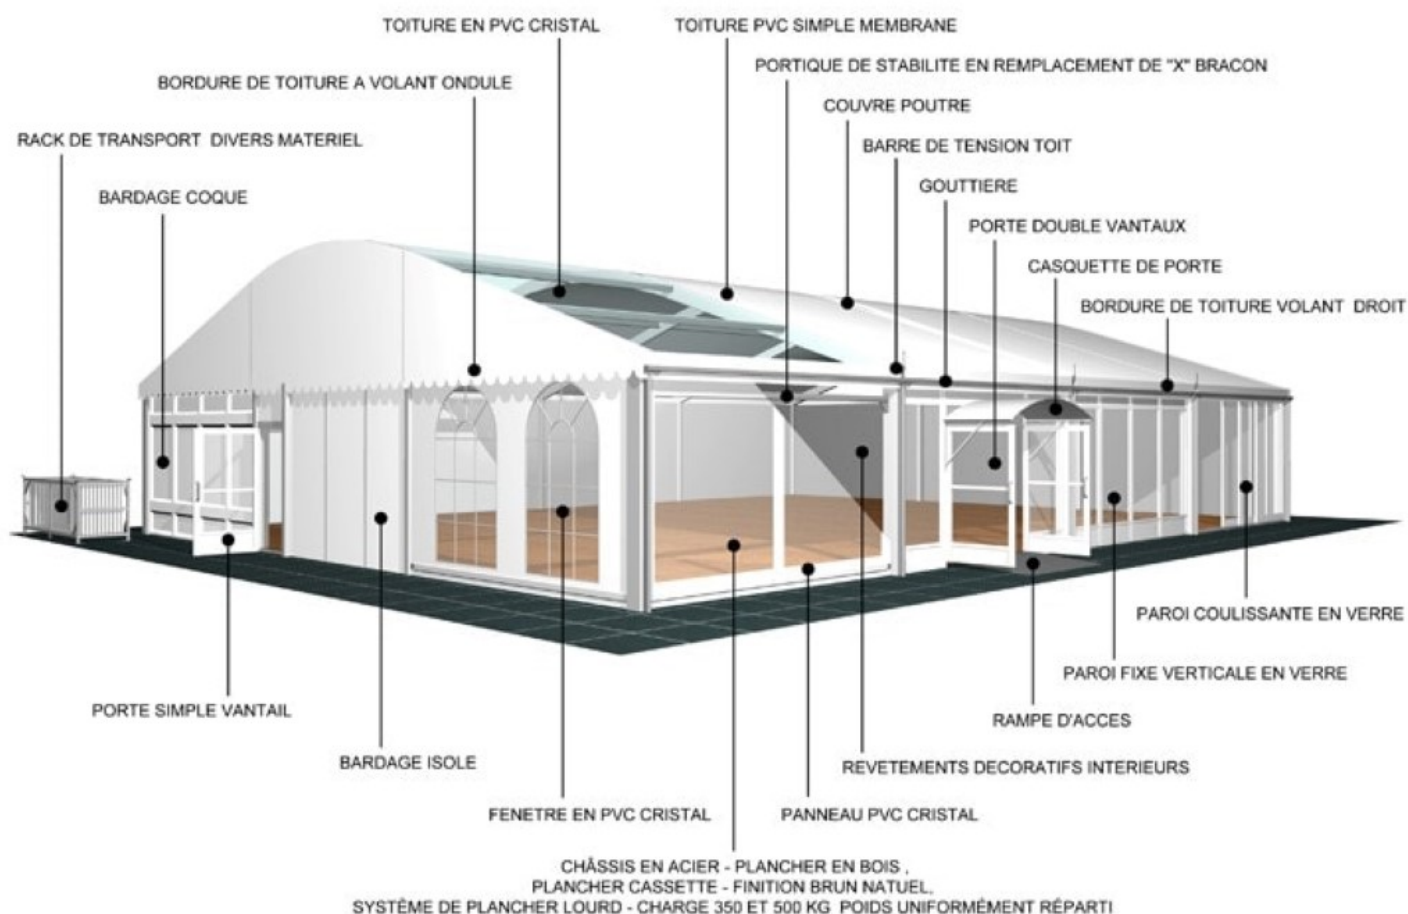 TOITURE EN PVC CRISTAL
TOITURE PVC SIMPLE MEMBRANE
PORTIQUE DE STABILITE EN REMPLACEMENT DE "X" BRACON
BORDURE DE TOITURE A VOLANT ONDULE
COUVRE POUTRE
RACK DE TRANSPORT DIVERS MATERIEL
BARRE DE TENSION TOIT
BARDAGE COQUE
GOUTTIERE
PORTE DOUBLE VANTAUX
CASQUETTE DE PORTE
BORDURE DE TOITURE VOLANT DROIT
PAROI COULISSANTE EN VERRE
PAROI FIXE VERTICALE EN VERRE
PORTE SIMPLE VANTAIL
RAMPE D'ACCES
BARDAGE ISOLE
REVETEMENTS DECORATIFS INTERIEURS
FENETRE EN PVC CRISTAL
PANNEAU PVC CRISTAL
CHÂSSIS EN ACIER - PLANCHER EN BOIS ,
PLANCHER CASSETTE - FINITION BRUN NATUEL,
SYSTÈME DE PLANCHER LOURD - CHARGE 350 ET 500 KG POIDS UNIFORMÉMENT RÉPARTI